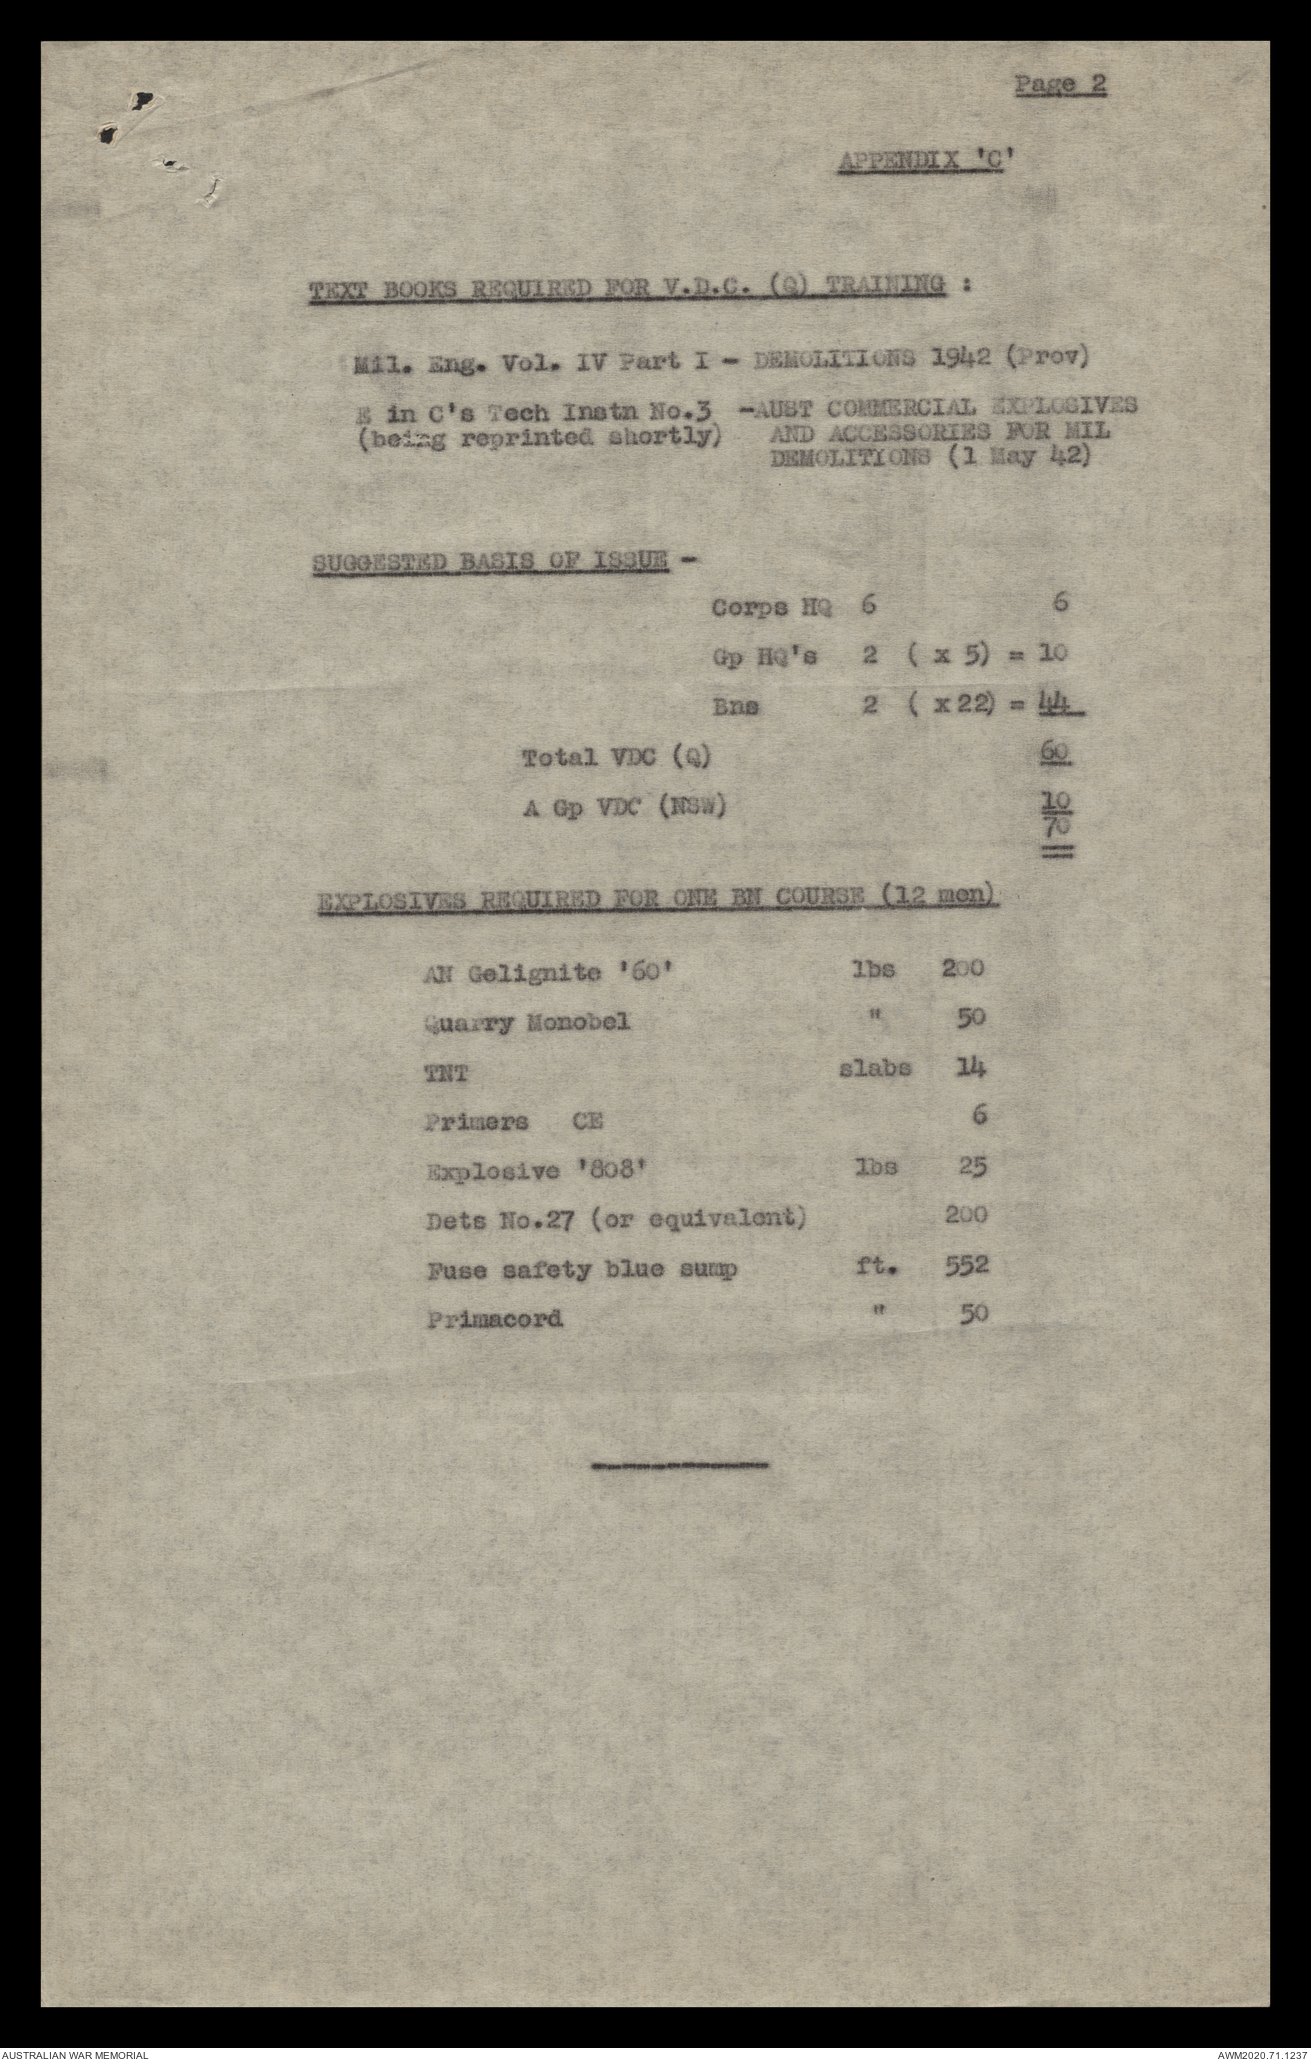 Page 2
APPENDIX 'C'
TEXT BOOKS REQUIRED FOR V.D.C. (Q) TRAINING :
Mil. Eng. Vol. IV Part I - DEMOLITIONS 1942 (Prov)
E in C's Tech Instn No.3 -AUST COMMERCIAL EXPLOSIVES
(being reprinted shortly) AND ACCESSORIES FOR MIL
DEMOLITIONS (1 May 42)
SUGGESTED BASIS OF ISSUE -
Corps HQ 6 6
Gp HQ's 2 ( x 5) = 10
Bns 2 ( x 22) = 44
Total VDC (Q) 60
A Gp VDC (NSW) 10
70
EXPLOSIVES REQUIRED FOR ONE BN COURSE (12 men)
AN Gelignite '60' lbs 200
Quarry Monobel " 50
TNT slabs 14
Primers CE 6
Explosive '808' lbs 25
Dets No.27 (or equivalent) 200
Fuse safety blue sump ft. 552
Primacord " 50
AUSTRALIAN WAR MEMORIAL AWM2020.71.1237